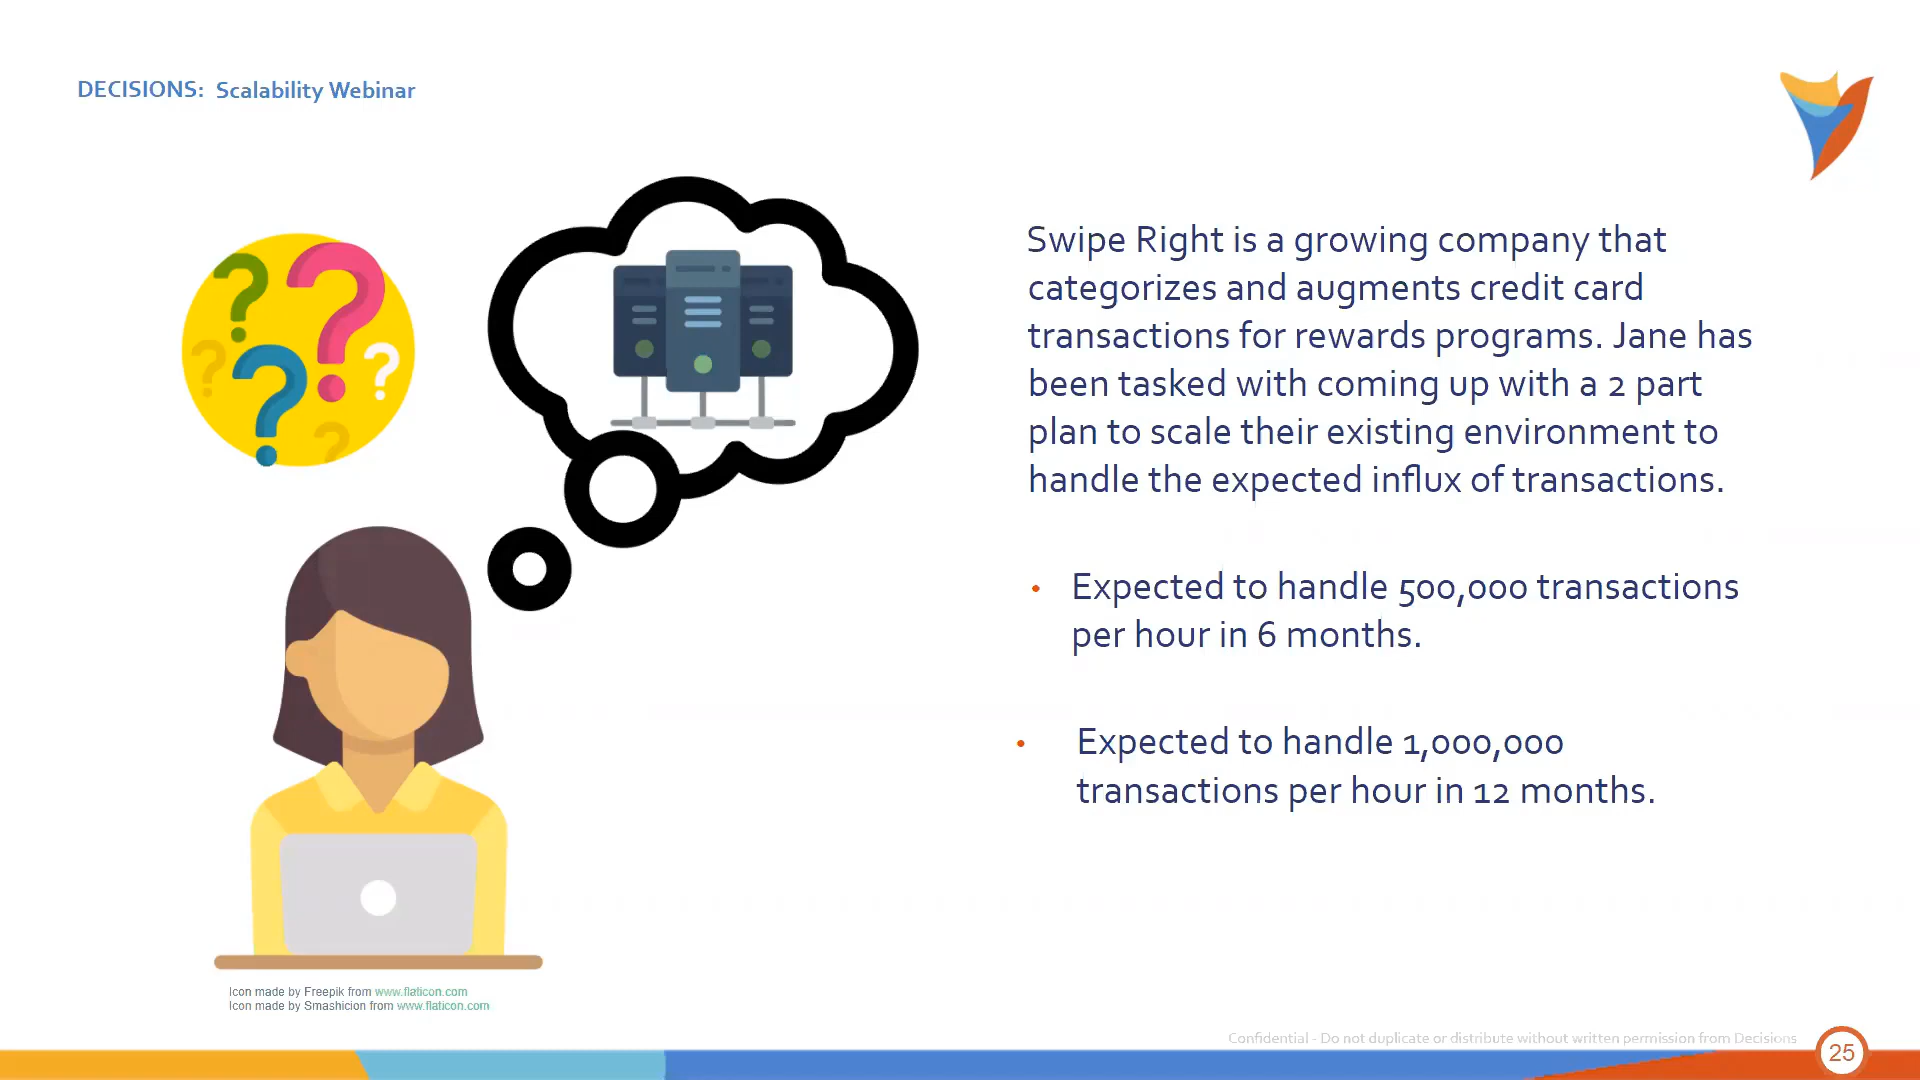 DECISIONS: Scalability Webinar
Swipe Right is a growing company that
categorizes and augments credit card
transactions for rewards programs. Jane has
been tasked with coming up with a 2 part
plan to scale their existing environment to
handle the expected influx of transactions.
• Expected to handle 500,000 transactions
per hour in 6 months.
• Expected to handle 1,000,000
transactions per hour in 12 months.
Icon made by Freepik from www.flaticon.com
Icon made by Smashicion from www.flaticon.com
Confidential - Do not duplicate or distribute without written permission from Decisions
25